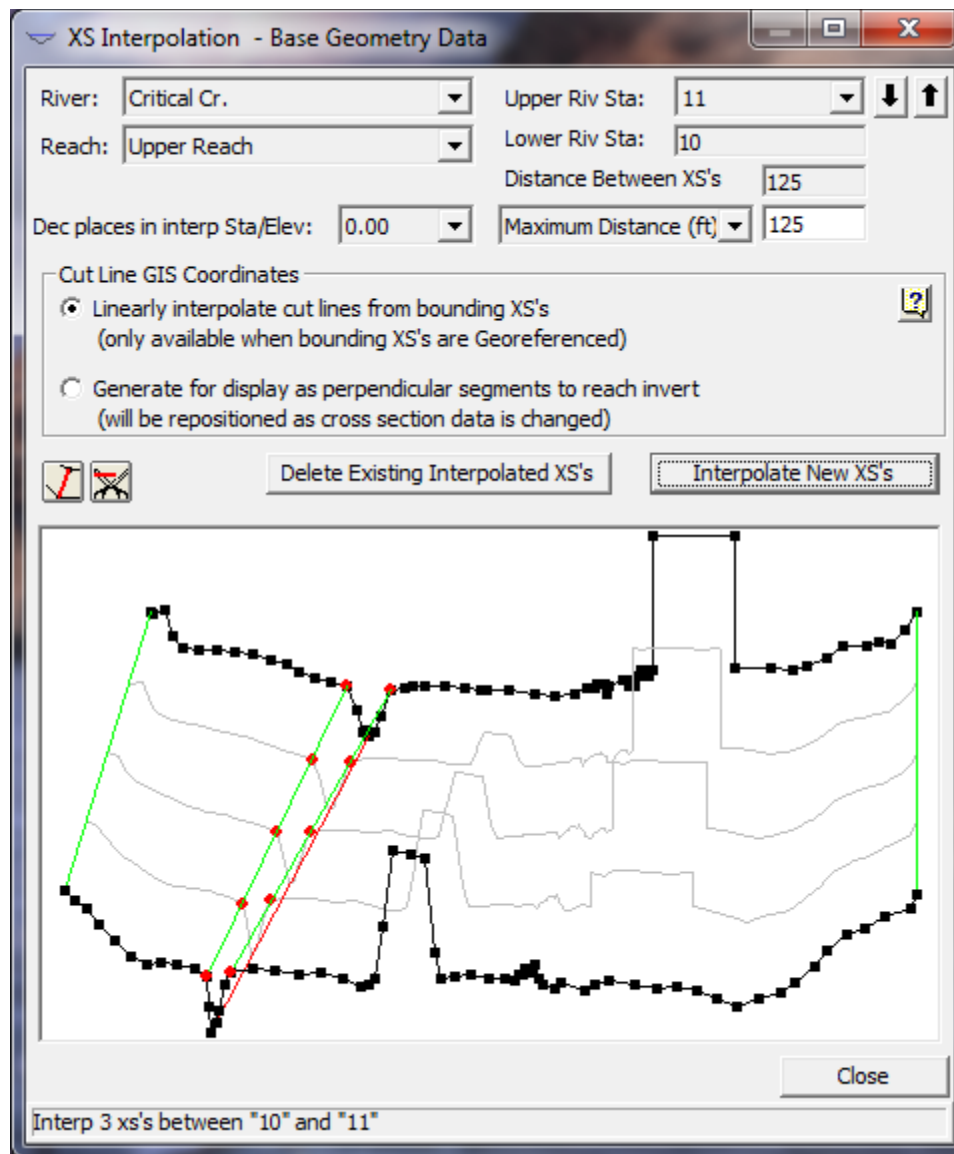 XS Interpolation - Base Geometry Data
River: Critical Cr.
Upper Riv Sta: 11
Reach: Upper Reach
Lower Riv Sta: 10
Distance Between XS's 125
Dec places in interp Sta/Elev: 0.00
Maximum Distance (ft) 125
Cut Line GIS Coordinates
Linearly interpolate cut lines from bounding XS's
(only available when bounding XS's are Georeferenced)
Generate for display as perpendicular segments to reach invert
(will be repositioned as cross section data is changed)
Delete Existing Interpolated XS's
Interpolate New XS's
Close
Interp 3 xs's between "10" and "11"